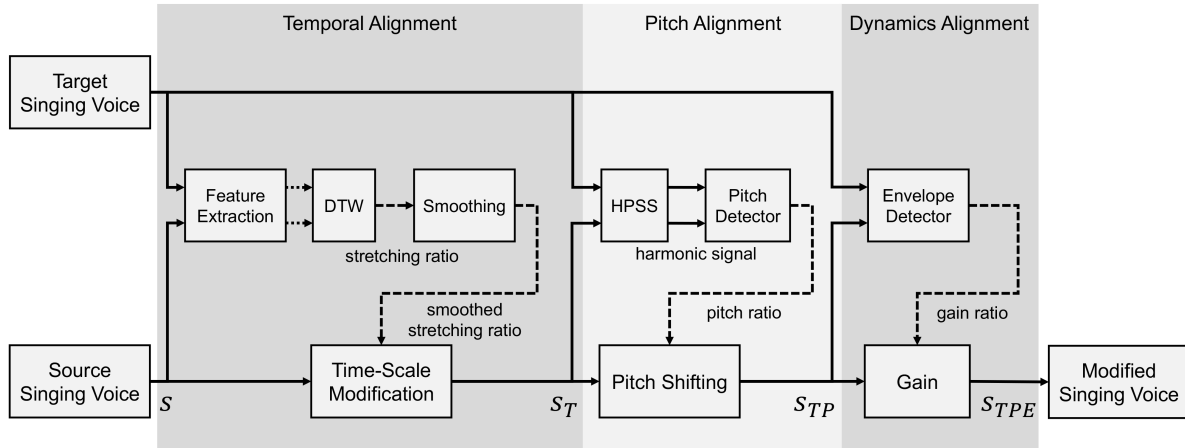 Temporal Alignment
Pitch Alignment
Dynamics Alignment
Target
Singing Voice
Feature
Extraction
DTW
Smoothing
stretching ratio
smoothed
stretching ratio
HPSS
Pitch
Detector
harmonic signal
pitch ratio
Envelope
Detector
gain ratio
Source
Singing Voice
S
Time-Scale
Modification
S_T
Pitch Shifting
S_TP
Gain
S_TPE
Modified
Singing Voice